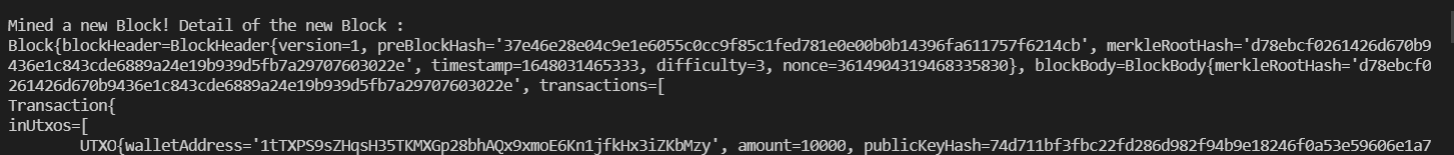 Mined a new Block! Detail of the new Block :
Block{blockHeader=BlockHeader{version=1, preBlockHash='37e46e28e04c9e1e6055c0cc9f85c1fed781e0e00b0b14396fa611757f6214cb', merkleRootHash='d78ebcf0261426d670b9
436e1c843cde6889a24e19b939d5fb7a29707603022e', timestamp=1648031465333, difficulty=3, nonce=3614904319468335830}, blockBody=BlockBody{merkleRootHash='d78ebcf0
261426d670b9436e1c843cde6889a24e19b939d5fb7a29707603022e', transactions=[
Transaction{
inUtxos=[
UTXO{walletAddress='1tTXPS9sZHqsH35TKMXGp28bhAQx9xmoE6Kn1jfkHx3iZKbMzy', amount=10000, publicKeyHash=74d711bf3fbc22fd286d982f94b9e18246f0a53e59606e1a7